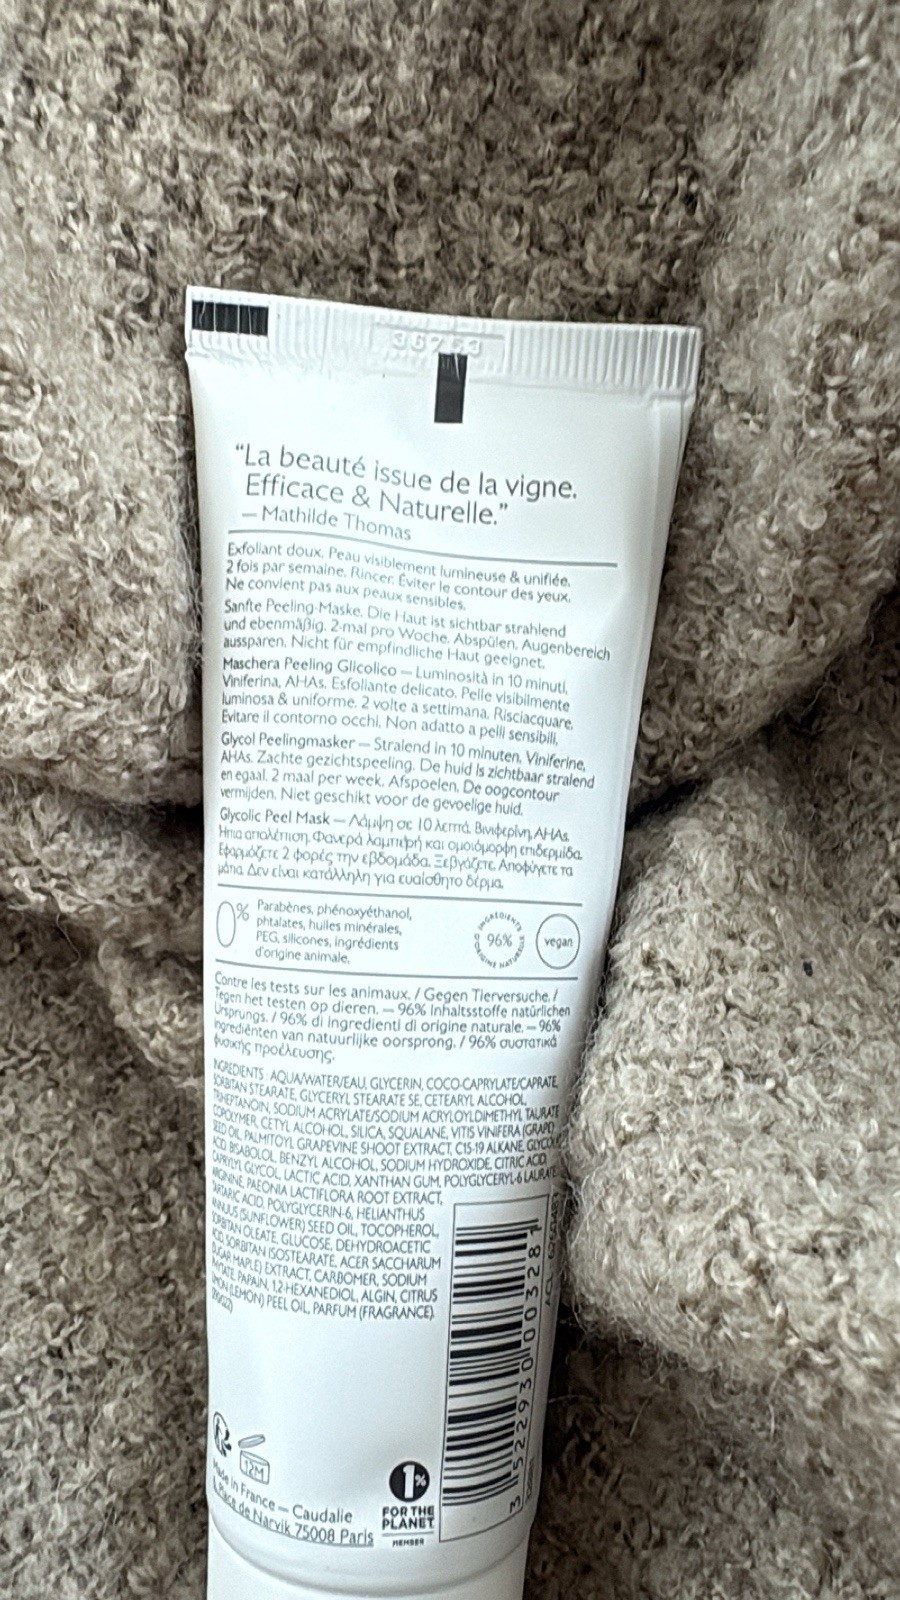 36753
“La beauté issue de la vigne.
Efficace & Naturelle.”
— Mathilde Thomas
Exfoliant doux. Peau visiblement lumineuse & unifiée.
2 fois par semaine. Rincer. Éviter le contour des yeux.
Ne convient pas aux peaux sensibles.
Sanfte Peeling-Maske. Die Haut ist sichtbar strahlend
und ebenmäßig. 2-mal pro Woche. Abspülen. Augenbereich
aussparen. Nicht für empfindliche Haut geeignet.
Maschera Peeling Glicolico — Luminosità in 10 minuti.
Viniferina, AHAs. Esfoliante delicato. Pelle visibilmente
luminosa & uniforme. 2 volte a settimana. Risciacquare.
Evitare il contorno occhi. Non adatto a pelli sensibili.
Glycol Peelingmasker — Stralend in 10 minuten. Viniferine,
AHAs. Zachte gezichtspeeling. De huid is zichtbaar stralend
en egaal. 2 maal per week. Afspoelen. De oogcontour
vermijden. Niet geschikt voor de gevoelige huid.
Glycolic Peel Mask — Λάμψη σε 10 λεπτά. Βινιφερίνη, AHAs.
Ήπια απολέπιση. Φανερά λαμπερή και ομοιόμορφη επιδερμίδα.
Εφαρμόζετε 2 φορές την εβδομάδα. Ξεβγάζετε. Αποφύγετε τα
μάτια. Δεν είναι κατάλληλη για ευαίσθητο δέρμα.
0% Parabènes, phénoxyéthanol,
phtalates, huiles minérales,
PEG, silicones, ingrédients
d'origine animale.
INGREDIENTS
96%
D'ORIGINE NATURELLE
vegan
Contre les tests sur les animaux. / Gegen Tierversuche. /
Tegen het testen op dieren. — 96% Inhaltsstoffe natürlichen
Ursprungs. / 96% di ingredienti di origine naturale. — 96%
ingrediënten van natuurlijke oorsprong. / 96% συστατικά
φυσικής προέλευσης.
INGREDIENTS : AQUA/WATER/EAU, GLYCERIN, COCO-CAPRYLATE/CAPRATE,
SORBITAN STEARATE, GLYCERYL STEARATE SE, CETEARYL ALCOHOL,
TRIHEPTANOIN, SODIUM ACRYLATE/SODIUM ACRYLOYLDIMETHYL TAURATE
COPOLYMER, CETYL ALCOHOL, SILICA, SQUALANE, VITIS VINIFERA (GRAPE)
SEED OIL, PALMITOYL GRAPEVINE SHOOT EXTRACT, C15-19 ALKANE, GLYCOLIC
ACID, BISABOLOL, BENZYL ALCOHOL, SODIUM HYDROXIDE, CITRIC ACID,
CAPRYLYL GLYCOL, LACTIC ACID, XANTHAN GUM, POLYGLYCERYL-6 LAURATE,
ARGININE, PAEONIA LACTIFLORA ROOT EXTRACT,
TARTARIC ACID, POLYGLYCERIN-6, HELIANTHUS
ANNUUS (SUNFLOWER) SEED OIL, TOCOPHEROL,
SORBITAN OLEATE, GLUCOSE, DEHYDROACETIC
ACID, SORBITAN ISOSTEARATE, ACER SACCHARUM
(SUGAR MAPLE) EXTRACT, CARBOMER, SODIUM
PHYTATE, PAPAIN, 1,2-HEXANEDIOL, ALGIN, CITRUS
LIMON (LEMON) PEEL OIL, PARFUM (FRAGRANCE).
3 522930 003281
12M
Made in France — Caudalie
Place de Narvik 75008 Paris
1%
FOR THE
PLANET
MEMBER